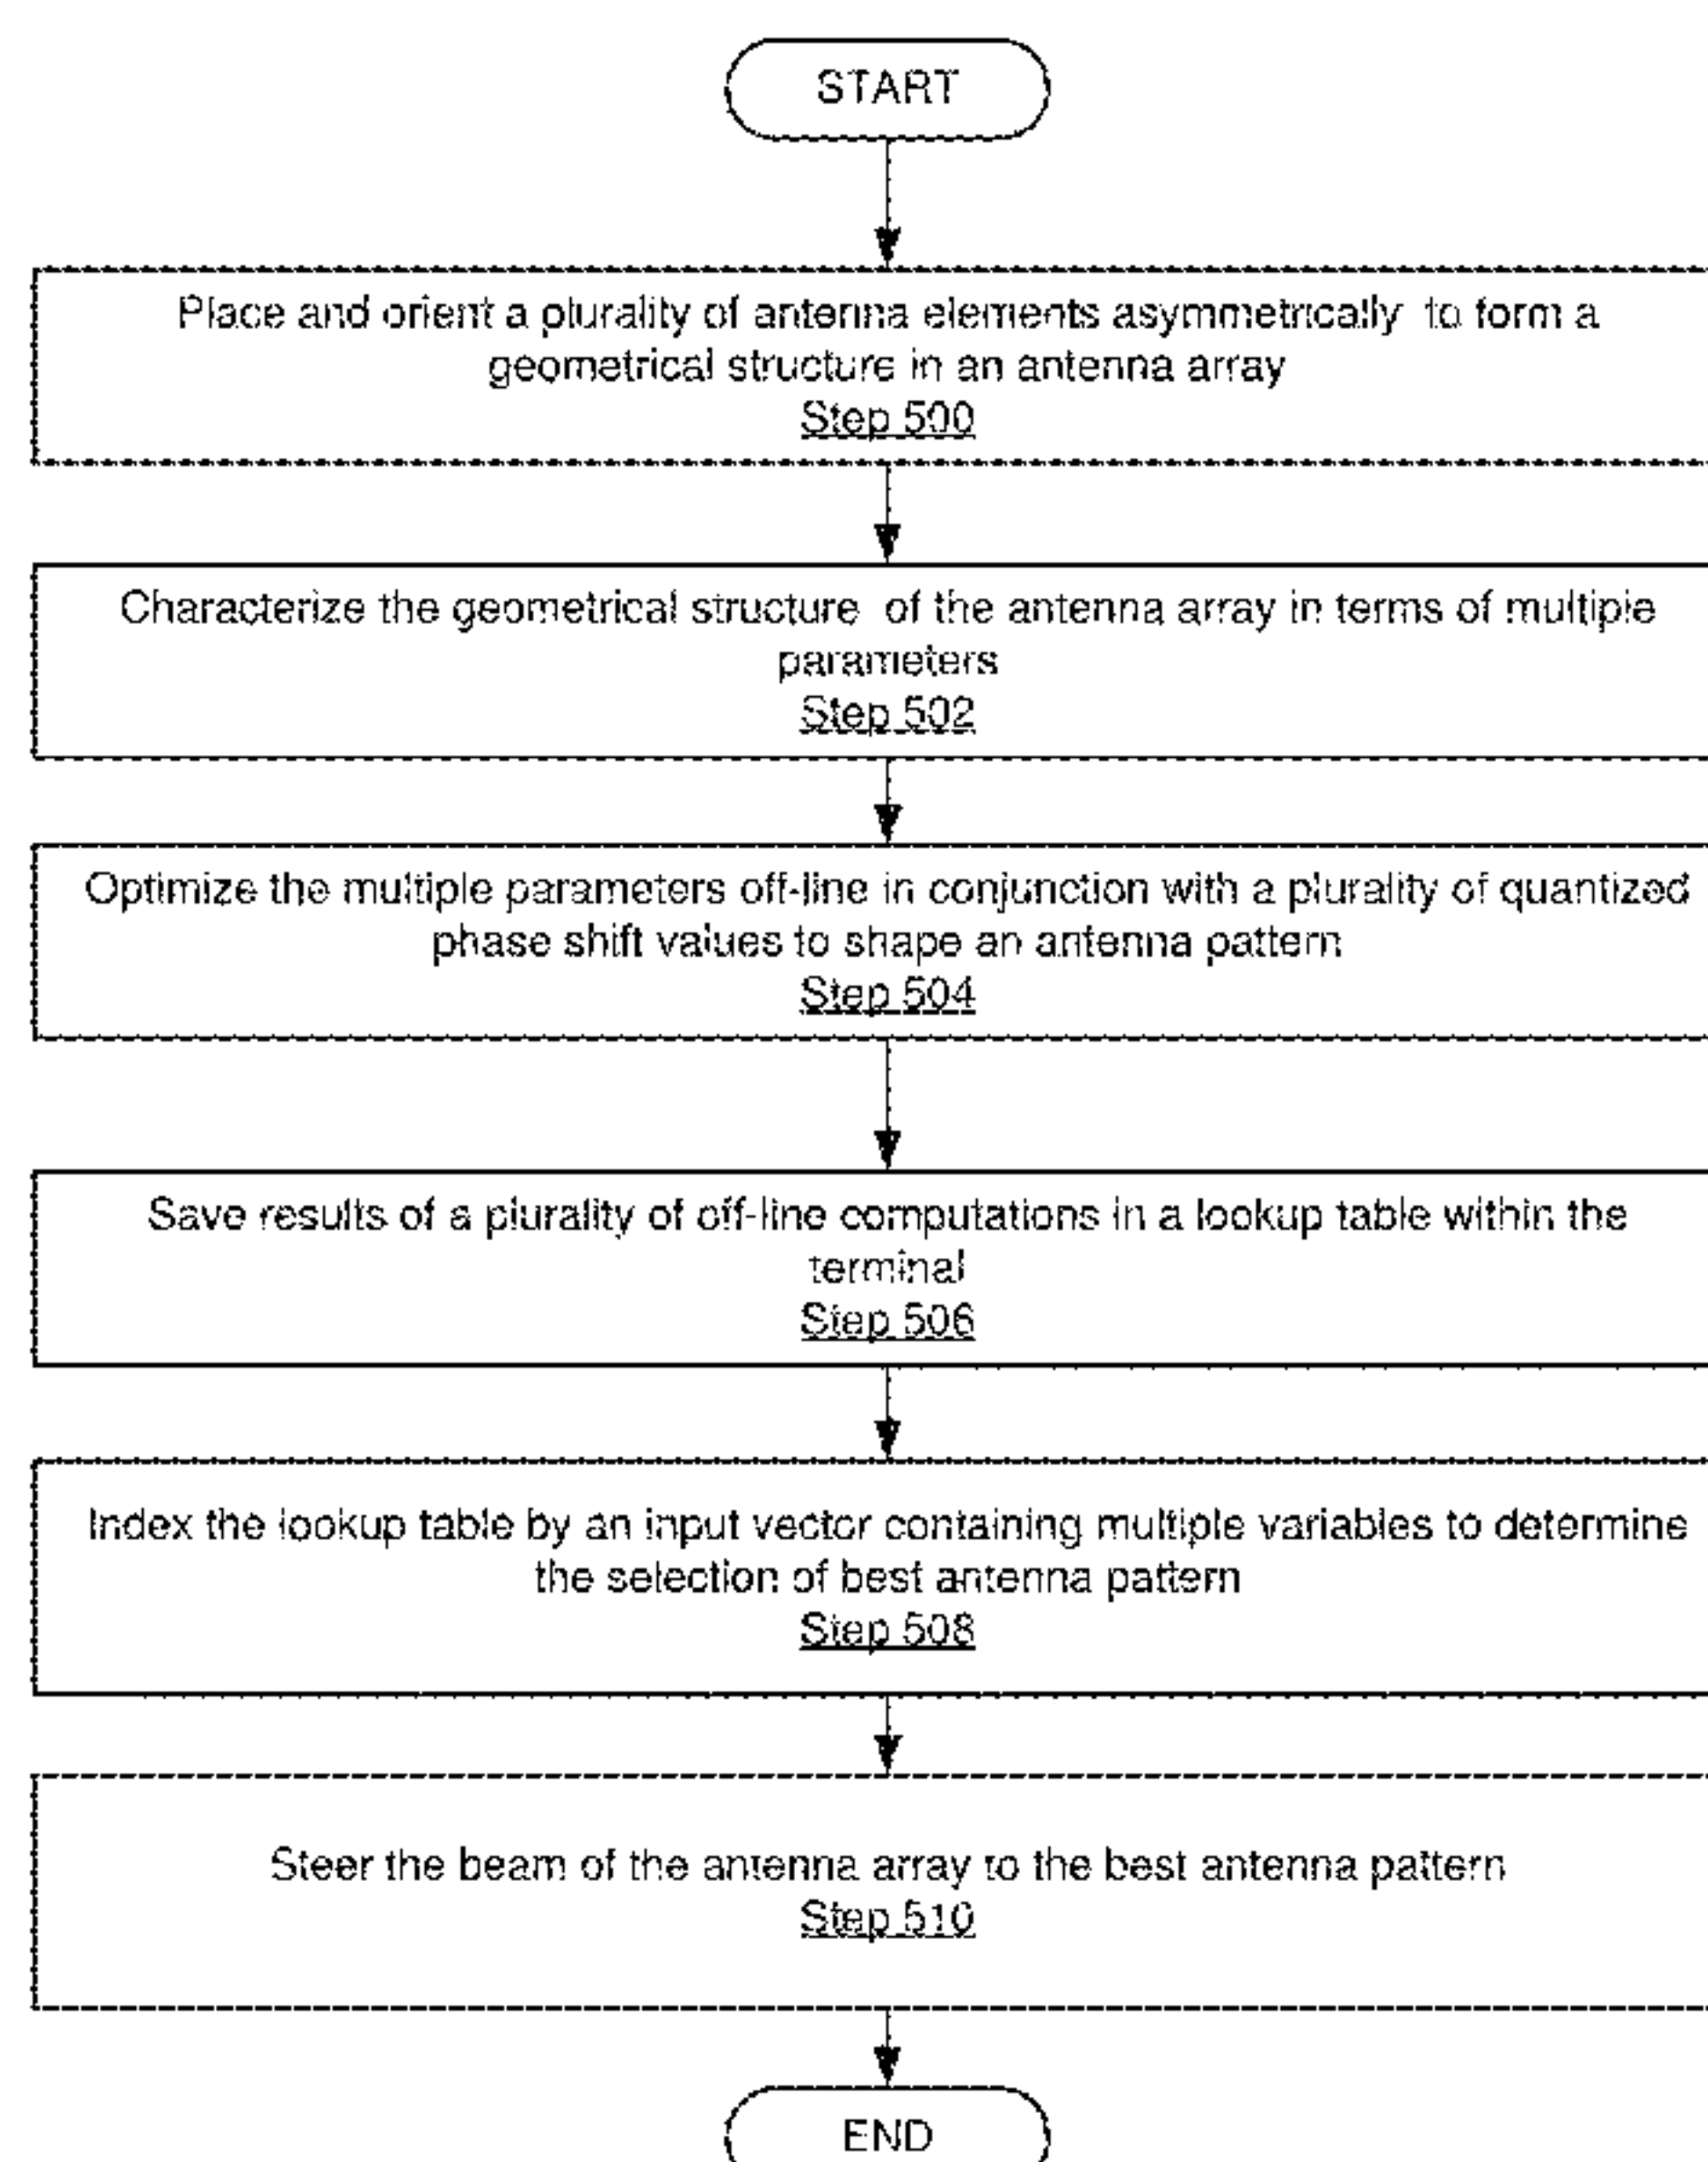 START
Place and orient a plurality of antenna elements asymmetrically to form a
geometrical structure in an antenna array
Step 500
Characterize the geometrical structure of the antenna array in terms of multiple
parameters
Step 502
Optimize the multiple parameters off-line in conjunction with a plurality of quantized
phase shift values to shape an antenna pattern
Step 504
Save results of a plurality of off-line computations in a lookup table within the
terminal
Step 506
Index the lookup table by an input vector containing multiple variables to determine
the selection of best antenna pattern
Step 508
Steer the beam of the antenna array to the best antenna pattern
Step 510
END